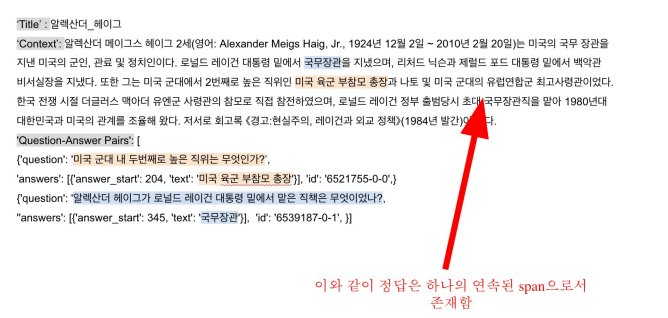 'Title' : 알렉산더_헤이그
'Context': 알렉산더 메이그스 헤이그 2세(영어: Alexander Meigs Haig, Jr., 1924년 12월 2일 ~ 2010년 2월 20일)는 미국의 국무 장관을
지낸 미국의 군인, 관료 및 정치인이다. 로널드 레이건 대통령 밑에서 국무장관을 지냈으며, 리처드 닉슨과 제럴드 포드 대통령 밑에서 백악관
비서실장을 지냈다. 또한 그는 미국 군대에서 2번째로 높은 직위인 미국 육군 부참모 총장과 나토 및 미국 군대의 유럽연합군 최고사령관이었다.
한국 전쟁 시절 더글러스 맥아더 유엔군 사령관의 참모로 직접 참전하였으며, 로널드 레이건 정부 출범당시 초대 국무장관직을 맡아 1980년대
대한민국과 미국의 관계를 조율해 왔다. 저서로 회고록 《경고:현실주의, 레이건과 외교 정책》(1984년 발간)이 다.
'Question-Answer Pairs': [
{'question': '미국 군대 내 두번째로 높은 직위는 무엇인가?',
'answers': [{'answer_start': 204, 'text': '미국 육군 부참모 총장'}], 'id': '6521755-0-0',}
{'question': '알렉산더 헤이그가 로널드 레이건 대통령 밑에서 맡은 직책은 무엇이었나?,
"answers': [{'answer_start': 345, 'text': '국무장관'}], 'id': '6539187-0-1', }]
이와 같이 정답은 하나의 연속된 span으로서
존재함